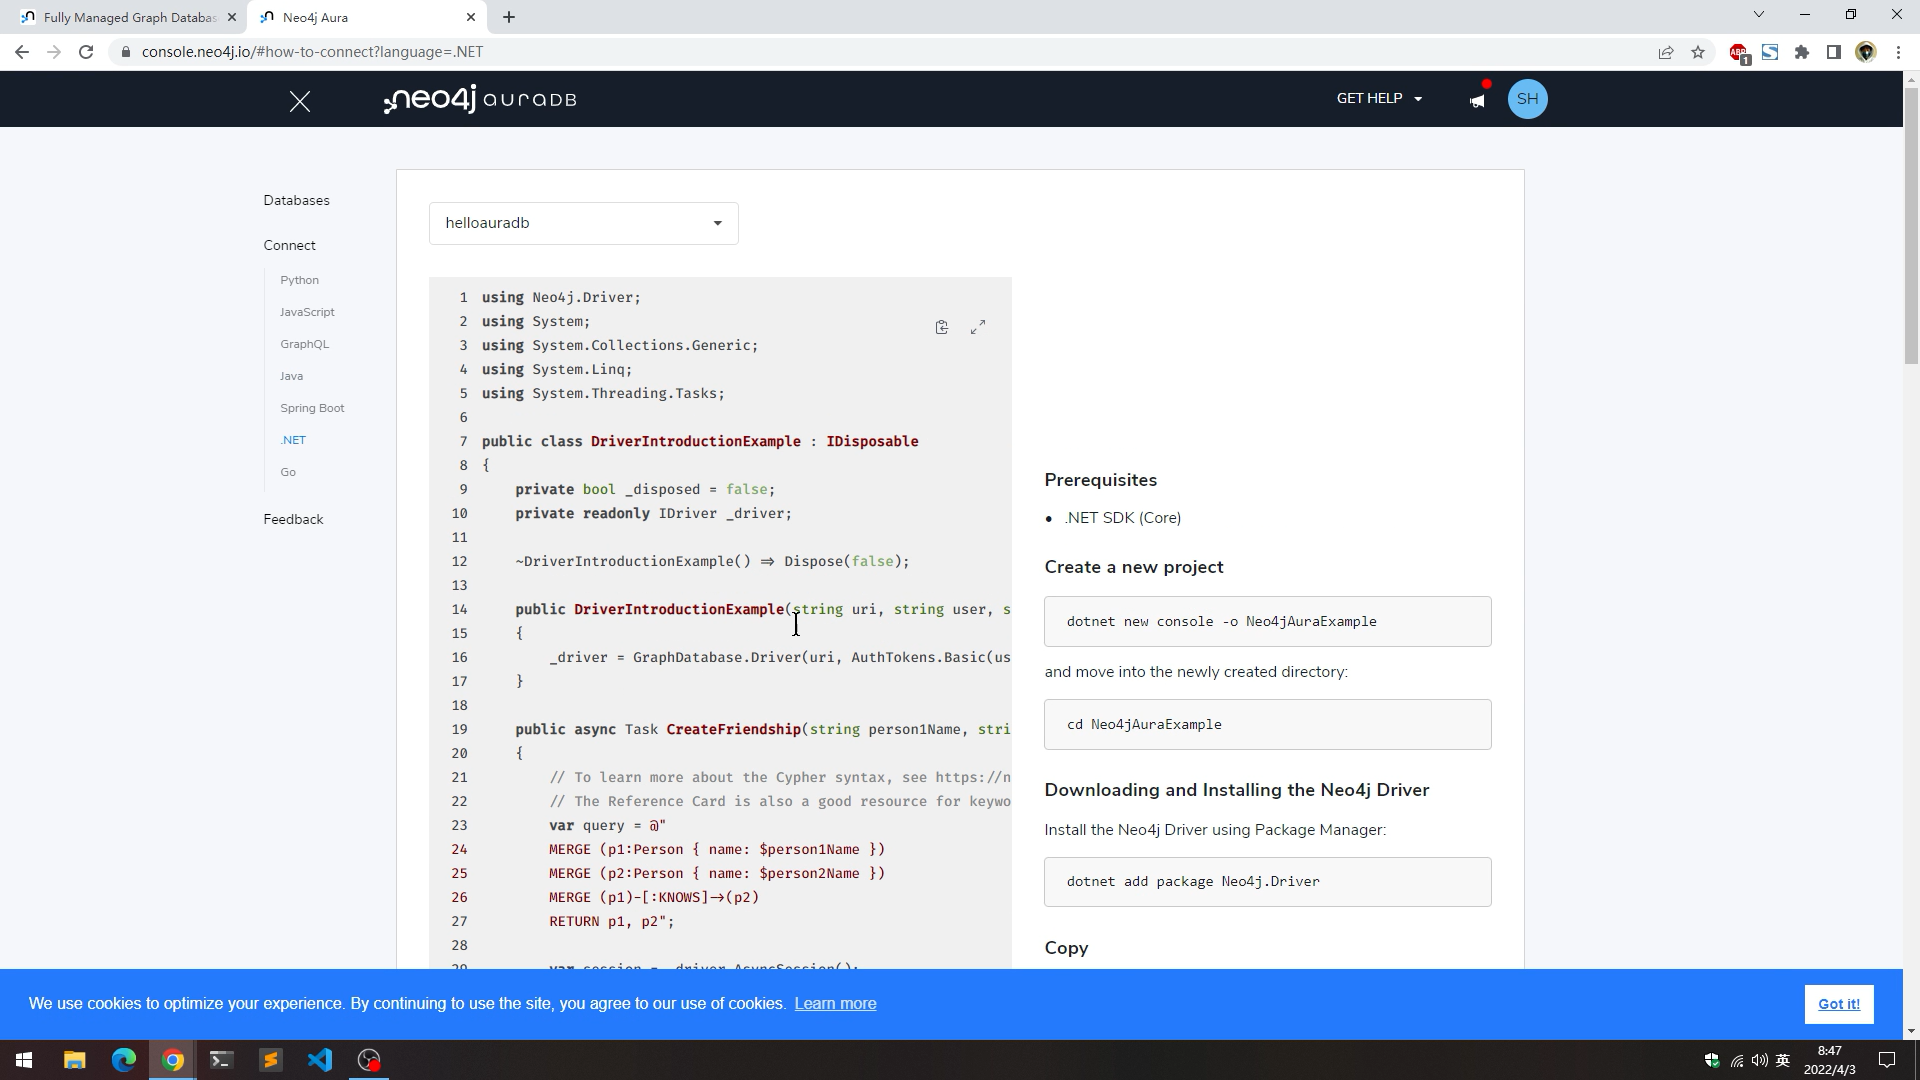 Fully Managed Graph Databas
Neo4j Aura
console.neo4j.io/#how-to-connect?language=.NET
neo4j auraDB
GET HELP
SH
Databases
Connect
Python
JavaScript
GraphQL
Java
Spring Boot
.NET
Go
Feedback
helloauradb
1 using Neo4j.Driver;
2 using System;
3 using System.Collections.Generic;
4 using System.Linq;
5 using System.Threading.Tasks;
6
7 public class DriverIntroductionExample : IDisposable
8 {
9 private bool _disposed = false;
10 private readonly IDriver _driver;
11
12 ~DriverIntroductionExample() => Dispose(false);
13
14 public DriverIntroductionExample(string uri, string user, s
15 {
16 _driver = GraphDatabase.Driver(uri, AuthTokens.Basic(us
17 }
18
19 public async Task CreateFriendship(string person1Name, stri
20 {
21 // To learn more about the Cypher syntax, see https://n
22 // The Reference Card is also a good resource for keywo
23 var query = @"
24 MERGE (p1:Person { name: $person1Name })
25 MERGE (p2:Person { name: $person2Name })
26 MERGE (p1)-[:KNOWS]->(p2)
27 RETURN p1, p2";
28
29 var session = _driver.AsyncSession();
Prerequisites
• .NET SDK (Core)
Create a new project
dotnet new console -o Neo4jAuraExample
and move into the newly created directory:
cd Neo4jAuraExample
Downloading and Installing the Neo4j Driver
Install the Neo4j Driver using Package Manager:
dotnet add package Neo4j.Driver
Copy
We use cookies to optimize your experience. By continuing to use the site, you agree to our use of cookies. Learn more
Got it!
英
8:47
2022/4/3